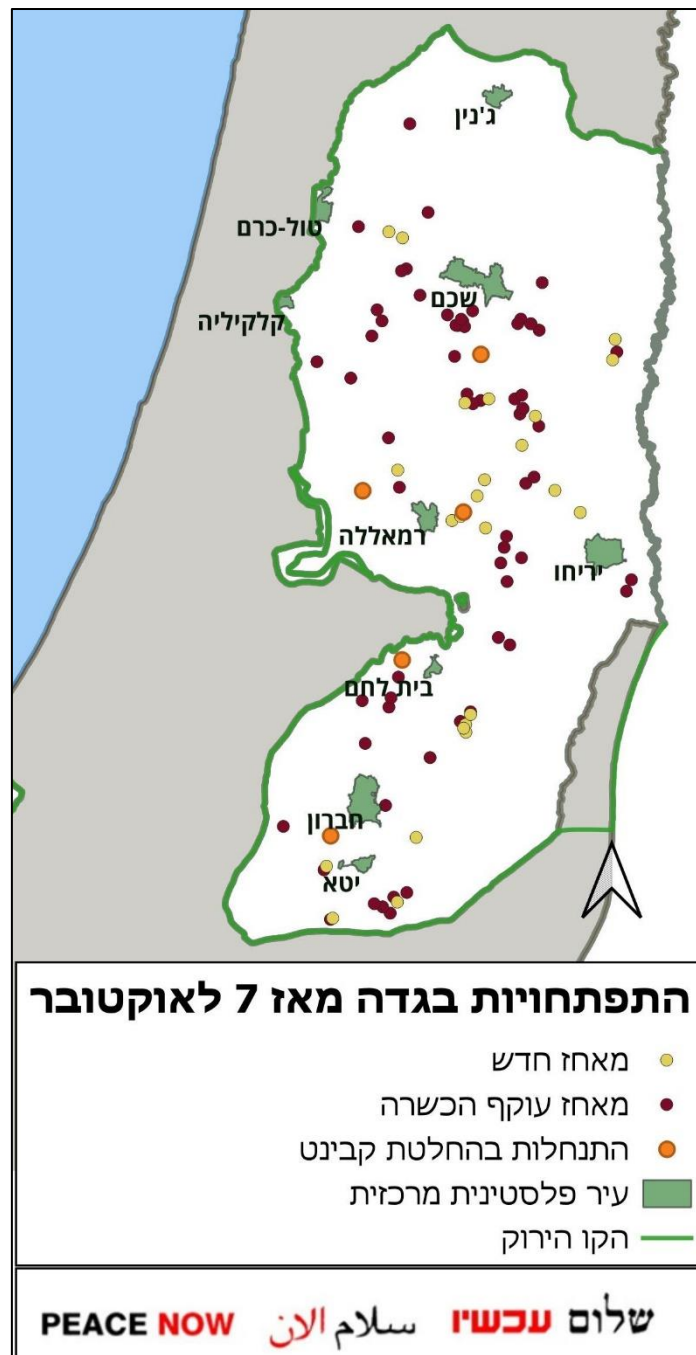 ג'נין
טול-כרם
שכם
קלקיליה
רמאללה
יריחו
בית לחם
חברון
יטא
התפתחויות בגדה מאז 7 לאוקטובר
מאחז חדש
מאחז עוקף הכשרה
התנחלות בהחלטת קבינט
עיר פלסטינית מרכזית
הקו הירוק
שלום עכשיו سلام الان PEACE NOW